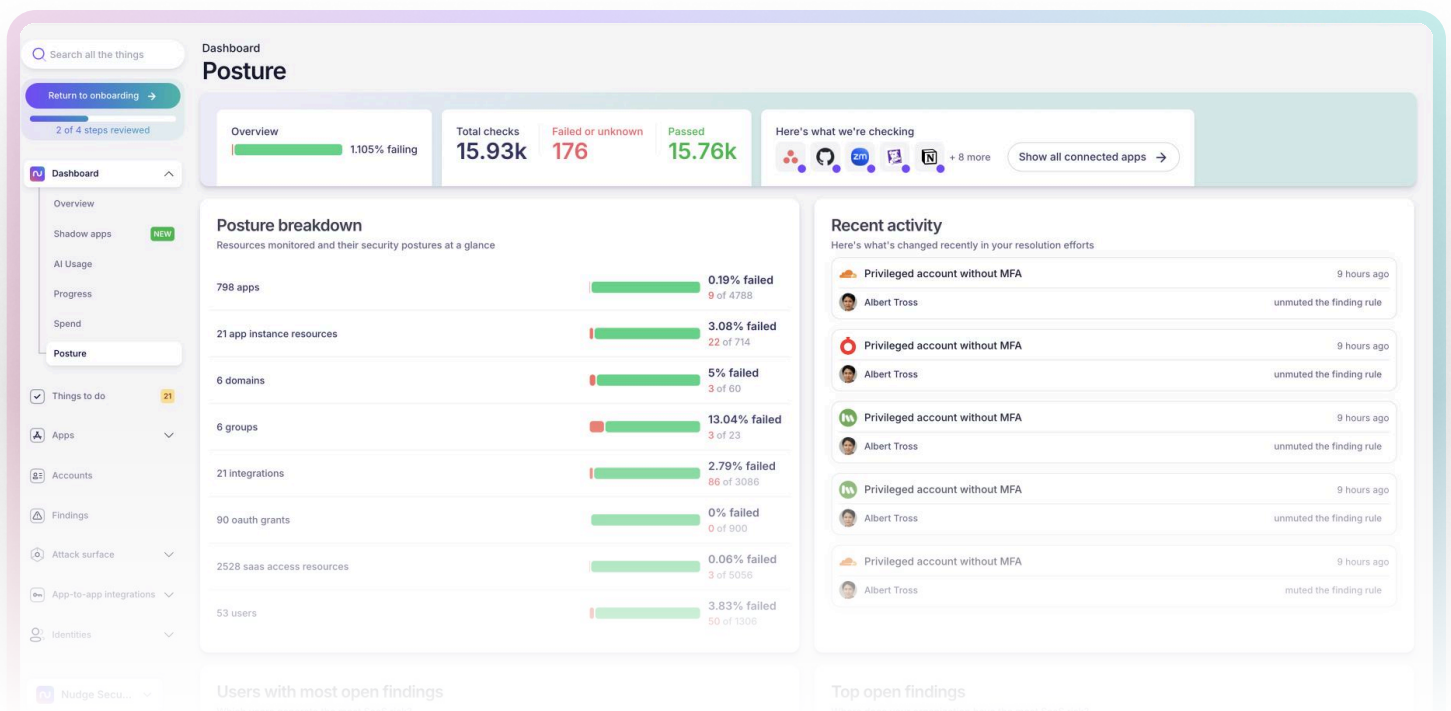 Search all the things
Return to onboarding →
2 of 4 steps reviewed
Dashboard
Overview
Shadow apps NEW
AI Usage
Progress
Spend
Posture
Things to do 21
Apps
Accounts
Findings
Attack surface
App-to-app integrations
Identities
Nudge Secu...
Dashboard
Posture
Overview
1.105% failing
Total checks
15.93k
Failed or unknown
176
Passed
15.76k
Here's what we're checking
zm
+ 8 more
Show all connected apps →
Posture breakdown
Resources monitored and their security postures at a glance
798 apps
0.19% failed
9 of 4788
21 app instance resources
3.08% failed
22 of 714
6 domains
5% failed
3 of 60
6 groups
13.04% failed
3 of 23
21 integrations
2.79% failed
86 of 3086
90 oauth grants
0% failed
0 of 900
2528 saas access resources
0.06% failed
3 of 5056
53 users
3.83% failed
50 of 1306
Recent activity
Here's what's changed recently in your resolution efforts
Privileged account without MFA 9 hours ago
Albert Tross unmuted the finding rule
Privileged account without MFA 9 hours ago
Albert Tross unmuted the finding rule
Privileged account without MFA 9 hours ago
Albert Tross unmuted the finding rule
Privileged account without MFA 9 hours ago
Albert Tross unmuted the finding rule
Privileged account without MFA 9 hours ago
Albert Tross muted the finding rule
Users with most open findings
Top open findings